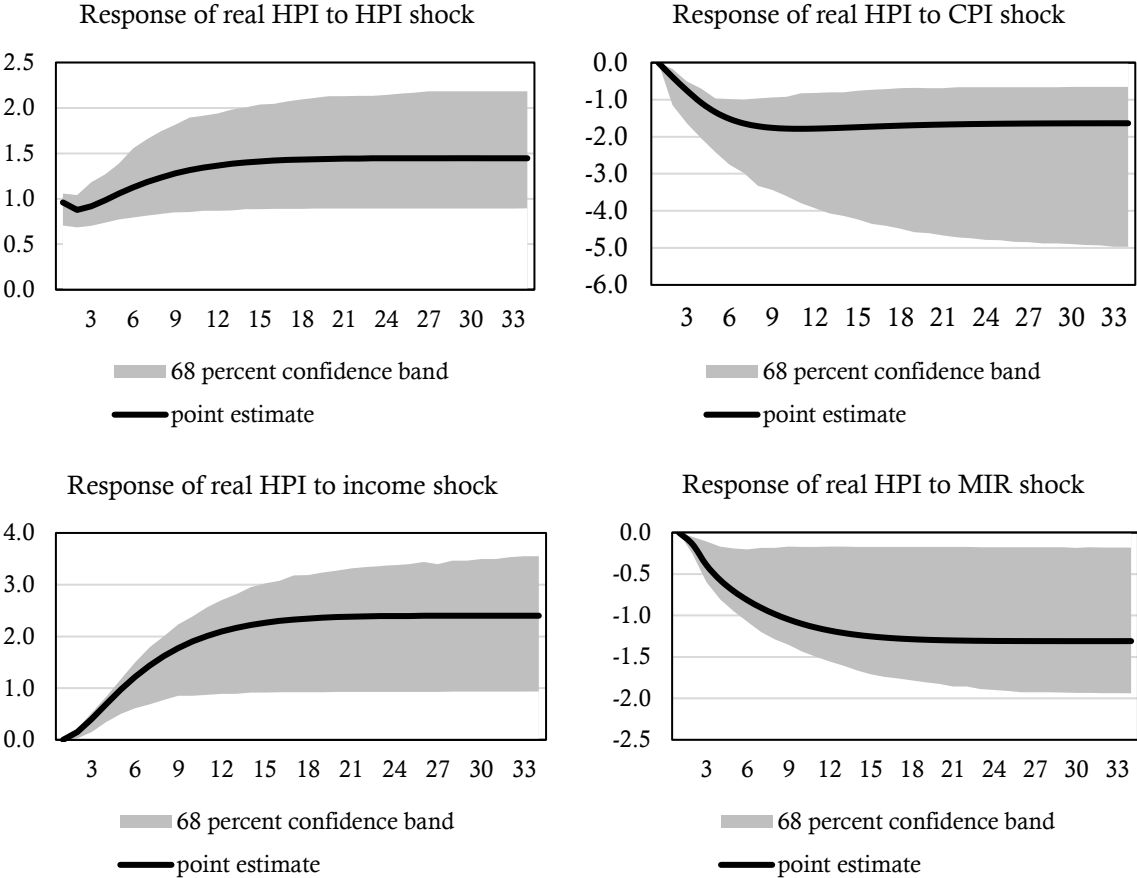 Response of real HPI to HPI shock
2.5
2.0
1.5
1.0
0.5
0.0
3 6 9 12 15 18 21 24 27 30 33
68 percent confidence band
point estimate
Response of real HPI to CPI shock
0.0
-1.0
-2.0
-3.0
-4.0
-5.0
-6.0
3 6 9 12 15 18 21 24 27 30 33
68 percent confidence band
point estimate
Response of real HPI to income shock
4.0
3.0
2.0
1.0
0.0
3 6 9 12 15 18 21 24 27 30 33
68 percent confidence band
point estimate
Response of real HPI to MIR shock
0.0
-0.5
-1.0
-1.5
-2.0
-2.5
3 6 9 12 15 18 21 24 27 30 33
68 percent confidence band
point estimate